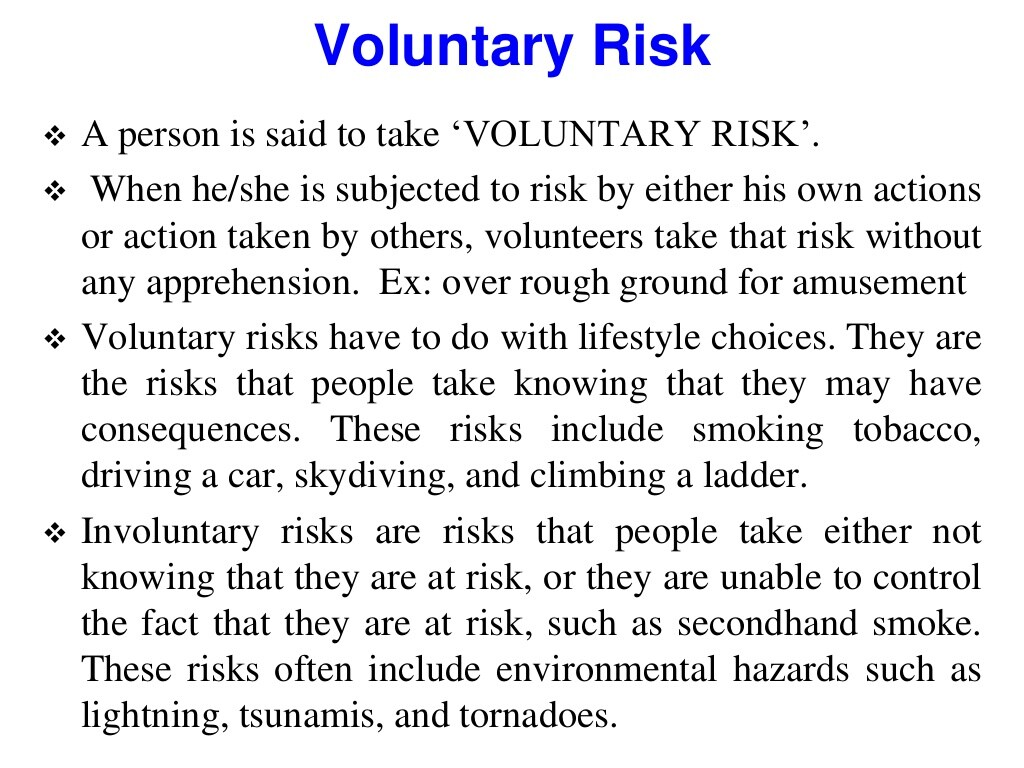 Voluntary Risk
❖ A person is said to take ‘VOLUNTARY RISK’.
❖ When he/she is subjected to risk by either his own actions
or action taken by others, volunteers take that risk without
any apprehension. Ex: over rough ground for amusement
❖ Voluntary risks have to do with lifestyle choices. They are
the risks that people take knowing that they may have
consequences. These risks include smoking tobacco,
driving a car, skydiving, and climbing a ladder.
❖ Involuntary risks are risks that people take either not
knowing that they are at risk, or they are unable to control
the fact that they are at risk, such as secondhand smoke.
These risks often include environmental hazards such as
lightning, tsunamis, and tornadoes.